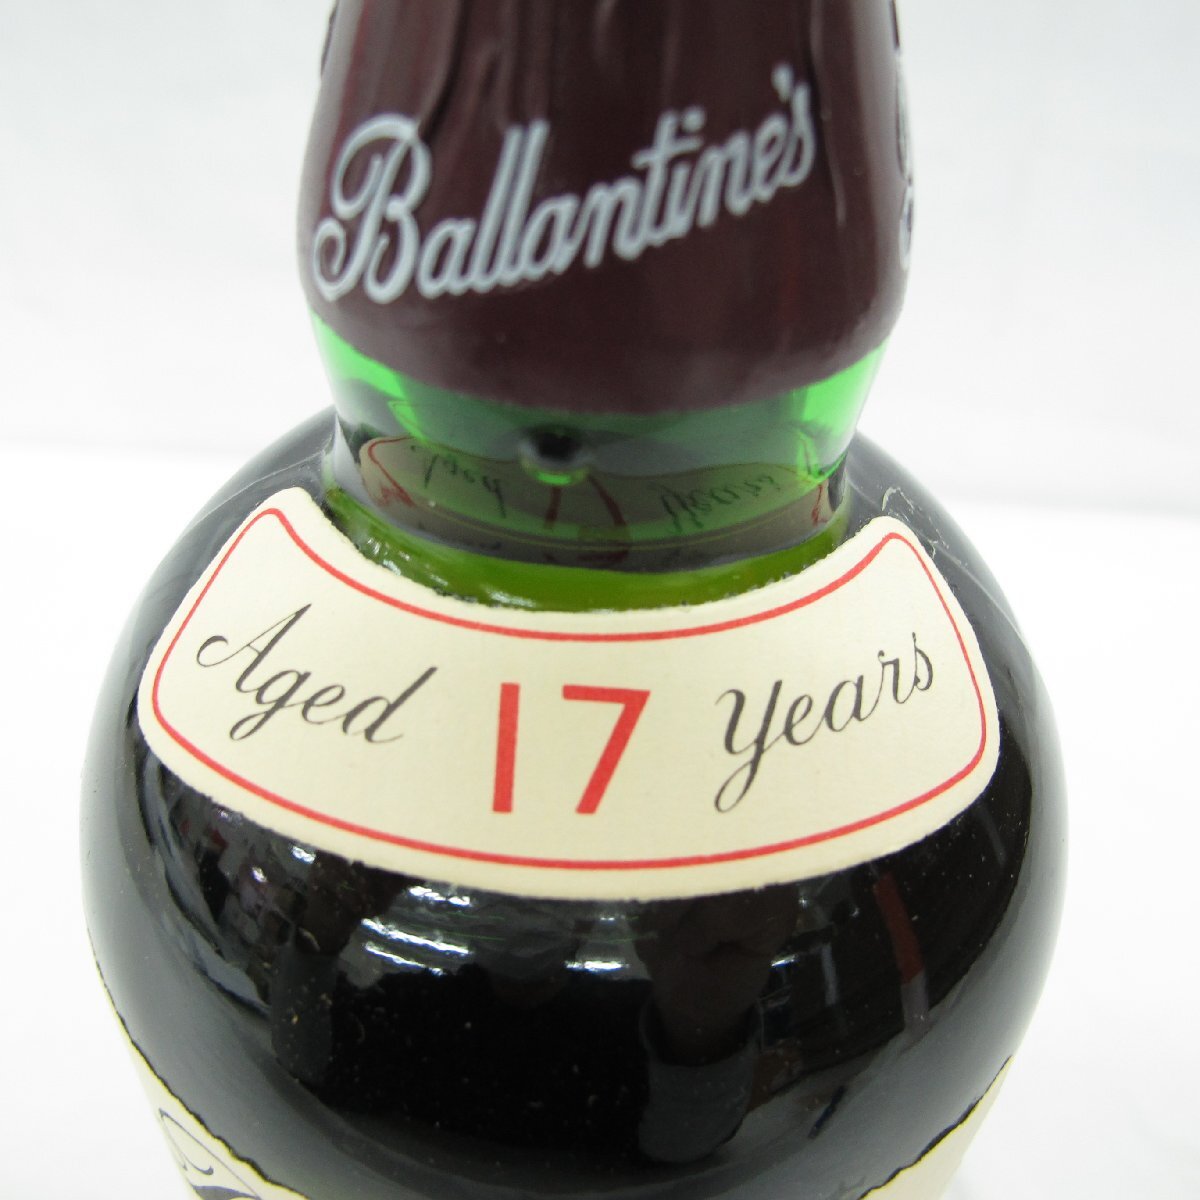 Ballantine's
Aged 17 Years